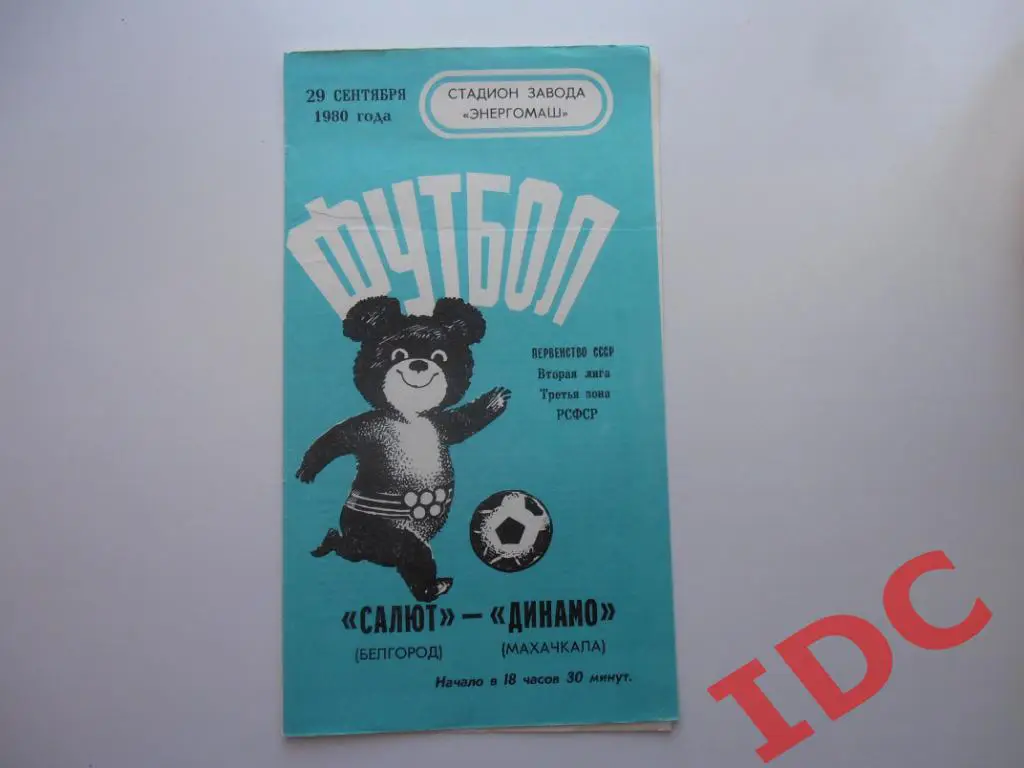 29 СЕНТЯБРЯ
1980 года
СТАДИОН ЗАВОДА
«ЭНЕРГОМАШ»
ФУТБОЛ
ПЕРВЕНСТВО СССР
Вторая лига
Третья зона
РСФСР
«САЛЮТ» — «ДИНАМО»
(БЕЛГОРОД) (МАХАЧКАЛА)
Начало в 18 часов 30 минут.
IDC